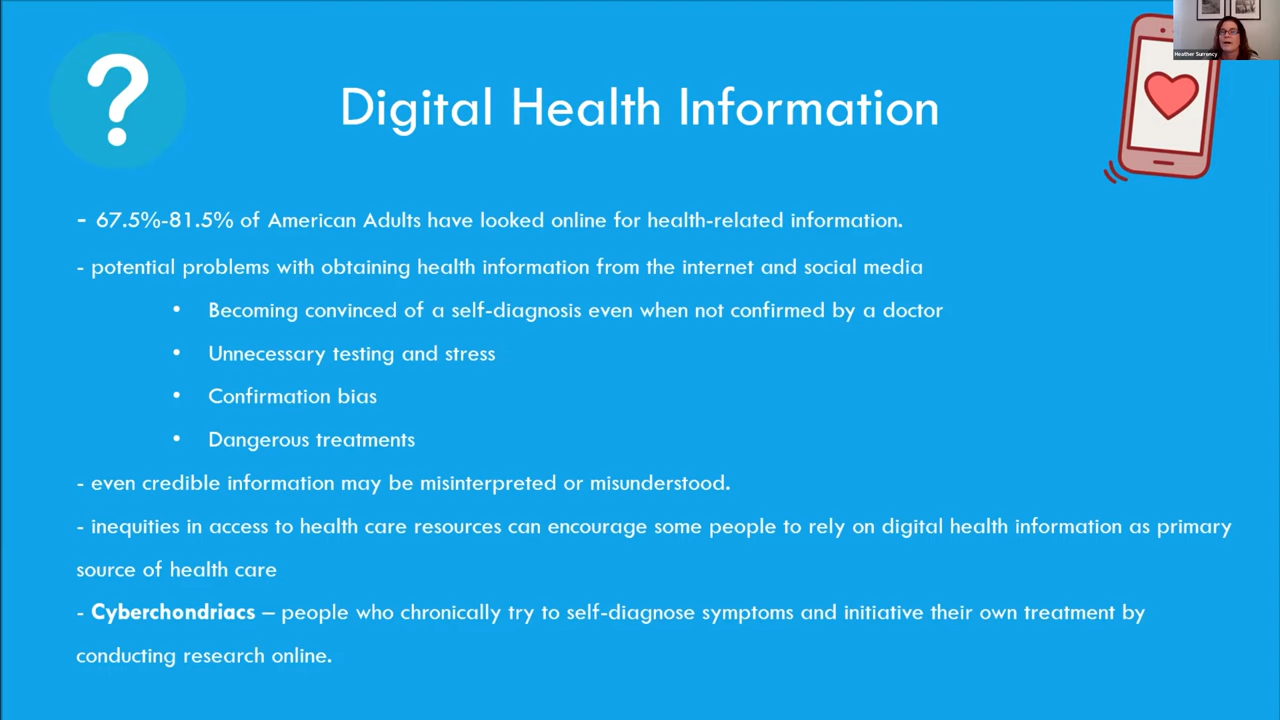 Heather Surrency
?
Digital Health Information
- 67.5%-81.5% of American Adults have looked online for health-related information.
- potential problems with obtaining health information from the internet and social media
• Becoming convinced of a self-diagnosis even when not confirmed by a doctor
• Unnecessary testing and stress
• Confirmation bias
• Dangerous treatments
- even credible information may be misinterpreted or misunderstood.
- inequities in access to health care resources can encourage some people to rely on digital health information as primary
source of health care
- Cyberchondriacs – people who chronically try to self-diagnose symptoms and initiative their own treatment by
conducting research online.